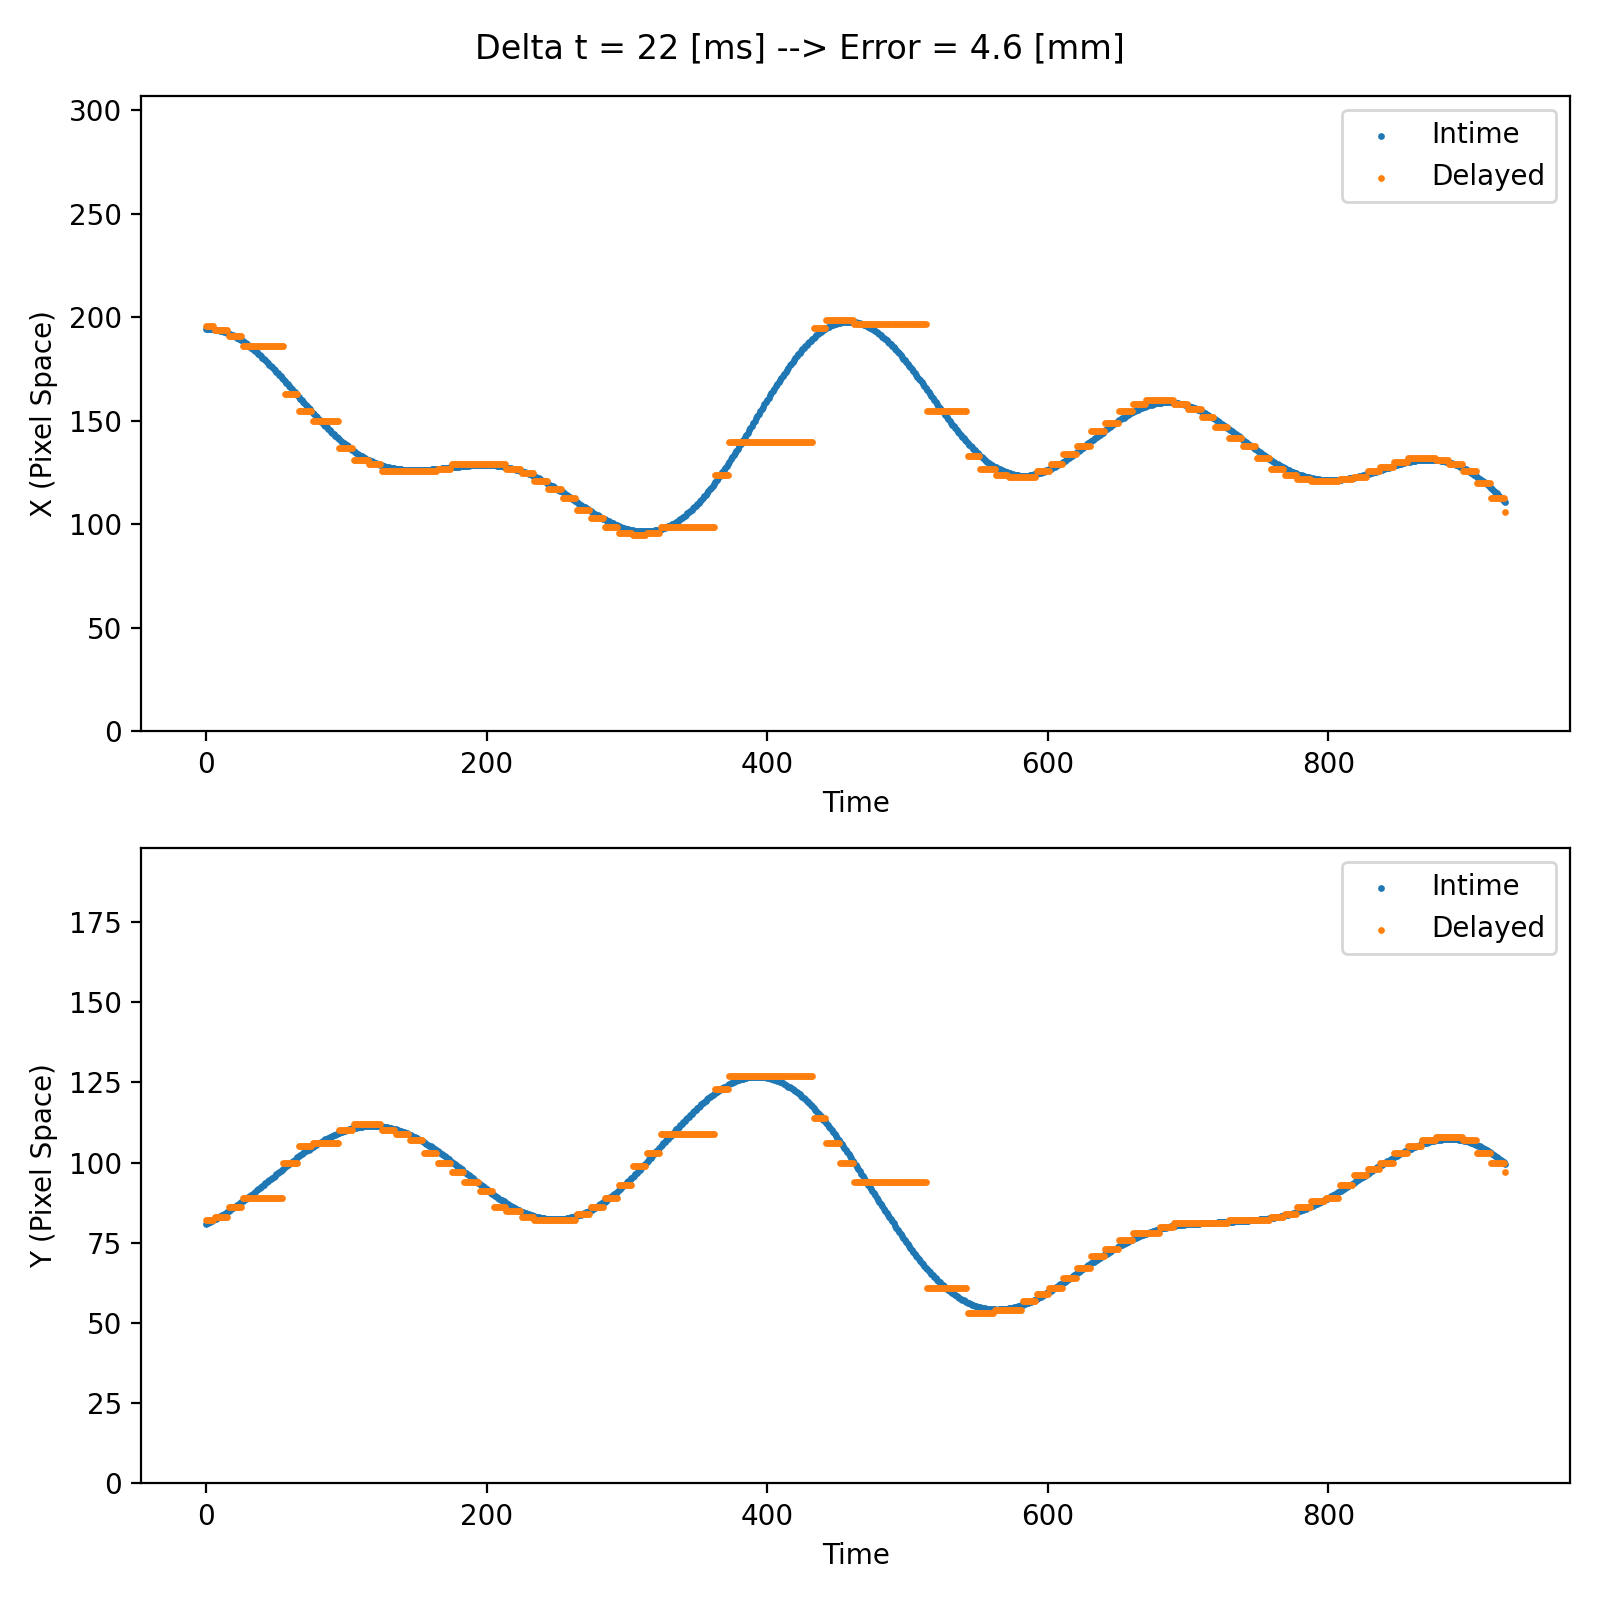 Delta t = 22 [ms] --> Error = 4.6 [mm]
300
250
200
150
100
50
0
X (Pixel Space)
Intime
Delayed
0 200 400 600 800
Time
175
150
125
100
75
50
25
0
Y (Pixel Space)
Intime
Delayed
0 200 400 600 800
Time